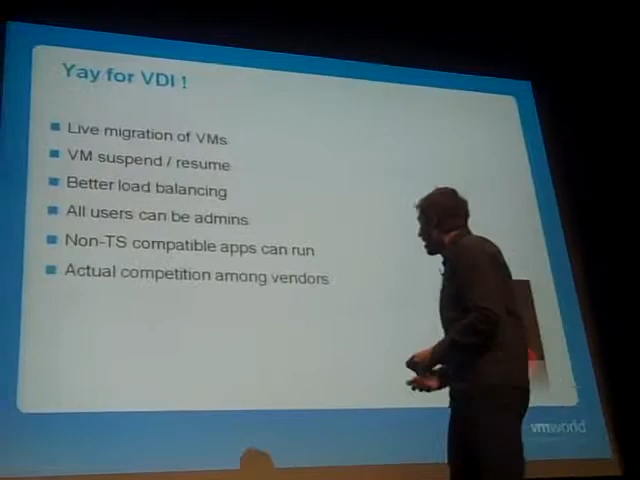 Yay for VDI !
Live migration of VMs
VM suspend / resume
Better load balancing
All users can be admins
Non-TS compatible apps can run
Actual competition among vendors
vmworld